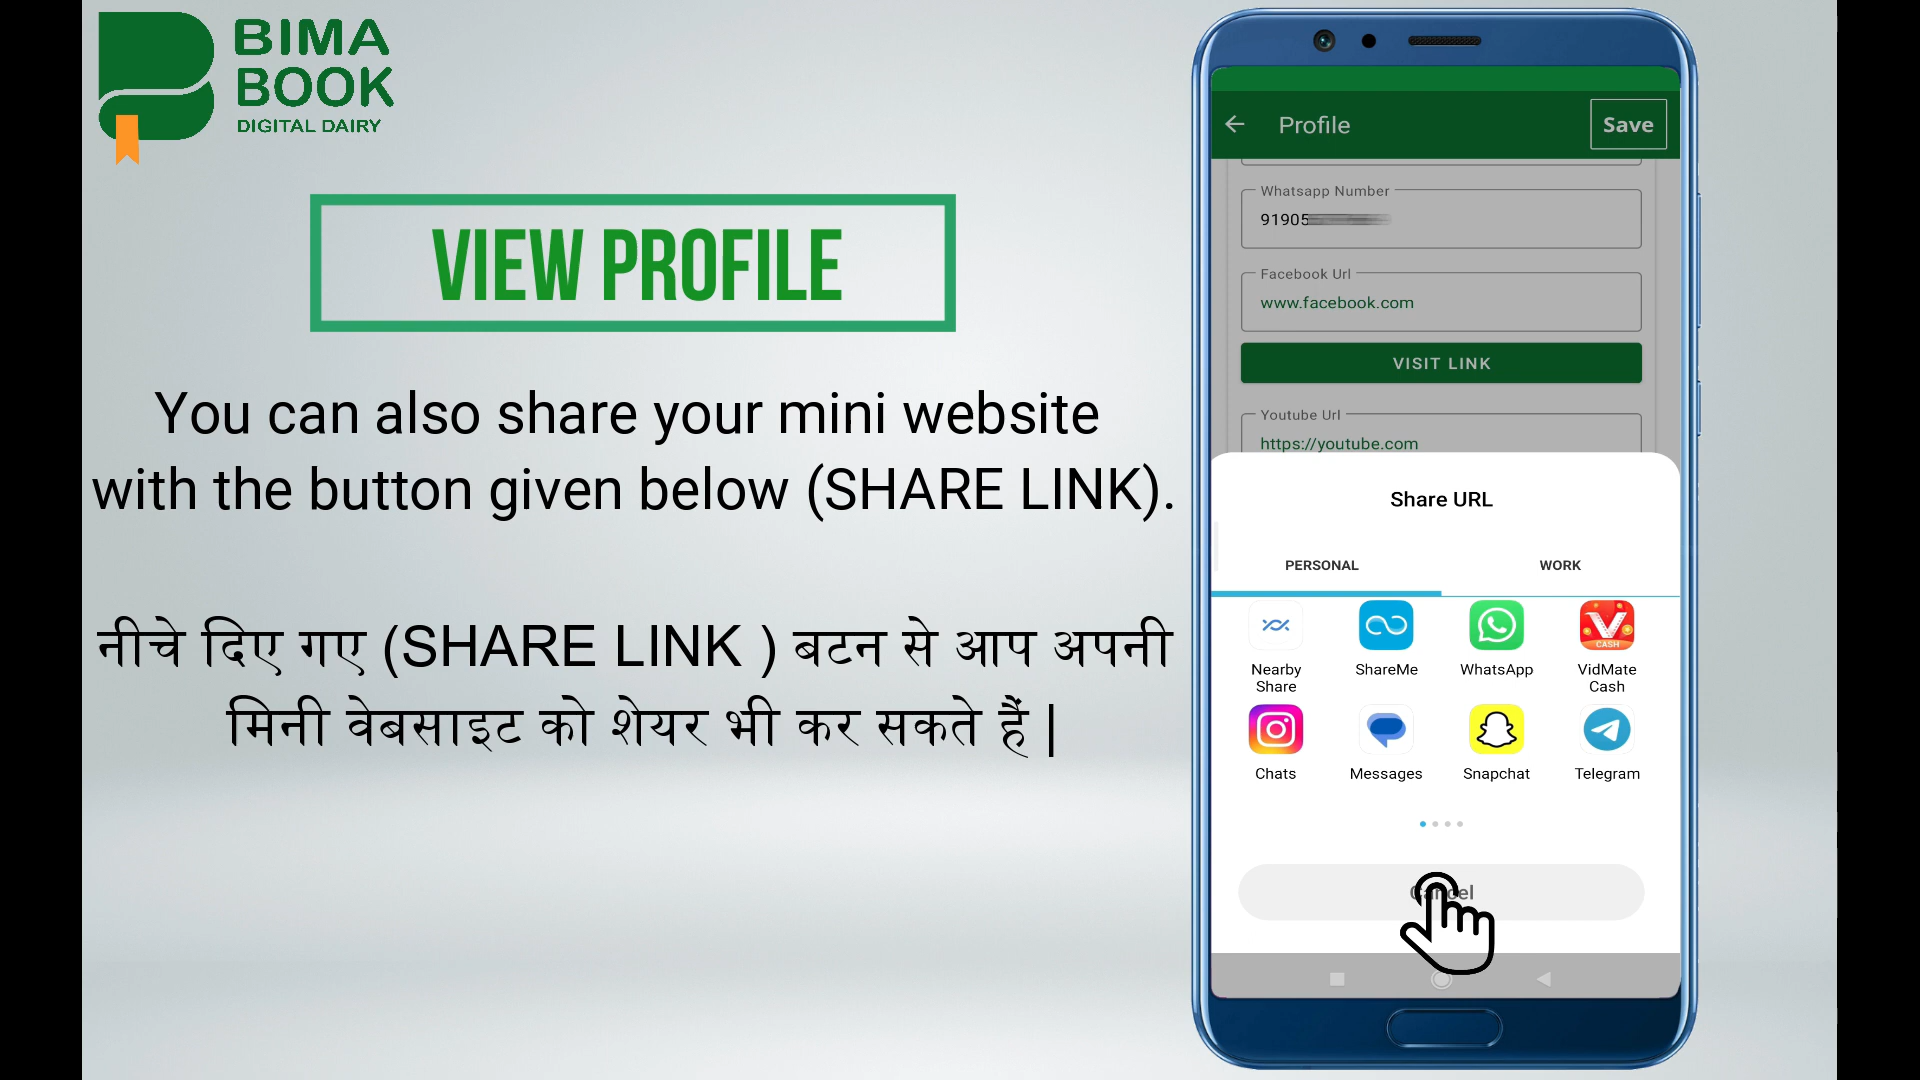 BIMA
BOOK
DIGITAL DAIRY
VIEW PROFILE
You can also share your mini website
with the button given below (SHARE LINK).
नीचे दिए गए (SHARE LINK ) बटन से आप अपनी
मिनी वेबसाइट को शेयर भी कर सकते हैं |
Profile
Save
Whatsapp Number
91905
Facebook Url
www.facebook.com
VISIT LINK
Youtube Url
https://youtube.com
Share URL
PERSONAL WORK
CASH
Nearby Share
ShareMe
WhatsApp
VidMate Cash
Chats
Messages
Snapchat
Telegram
Cancel